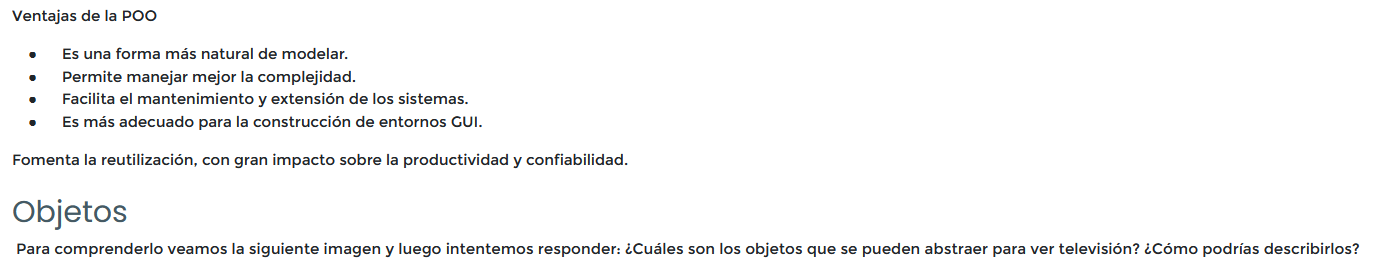 Ventajas de la POO
● Es una forma más natural de modelar.
● Permite manejar mejor la complejidad.
● Facilita el mantenimiento y extensión de los sistemas.
● Es más adecuado para la construcción de entornos GUI.
Fomenta la reutilización, con gran impacto sobre la productividad y confiabilidad.
Objetos
Para comprenderlo veamos la siguiente imagen y luego intentemos responder: ¿Cuáles son los objetos que se pueden abstraer para ver televisión? ¿Cómo podrías describirlos?